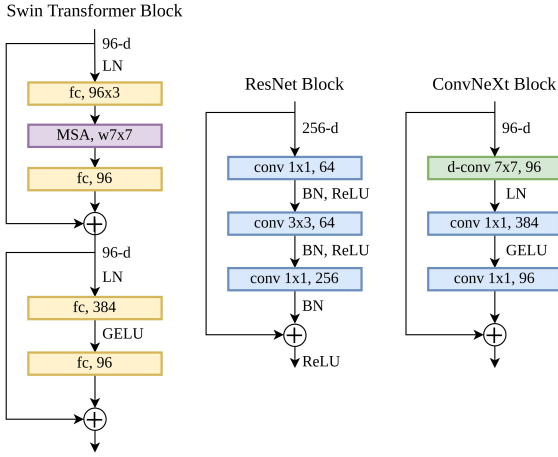 Swin Transformer Block
96-d
LN
fc, 96x3
MSA, w7x7
fc, 96
96-d
LN
fc, 384
GELU
fc, 96
ResNet Block
256-d
conv 1x1, 64
BN, ReLU
conv 3x3, 64
BN, ReLU
conv 1x1, 256
BN
ReLU
ConvNeXt Block
96-d
d-conv 7x7, 96
LN
conv 1x1, 384
GELU
conv 1x1, 96